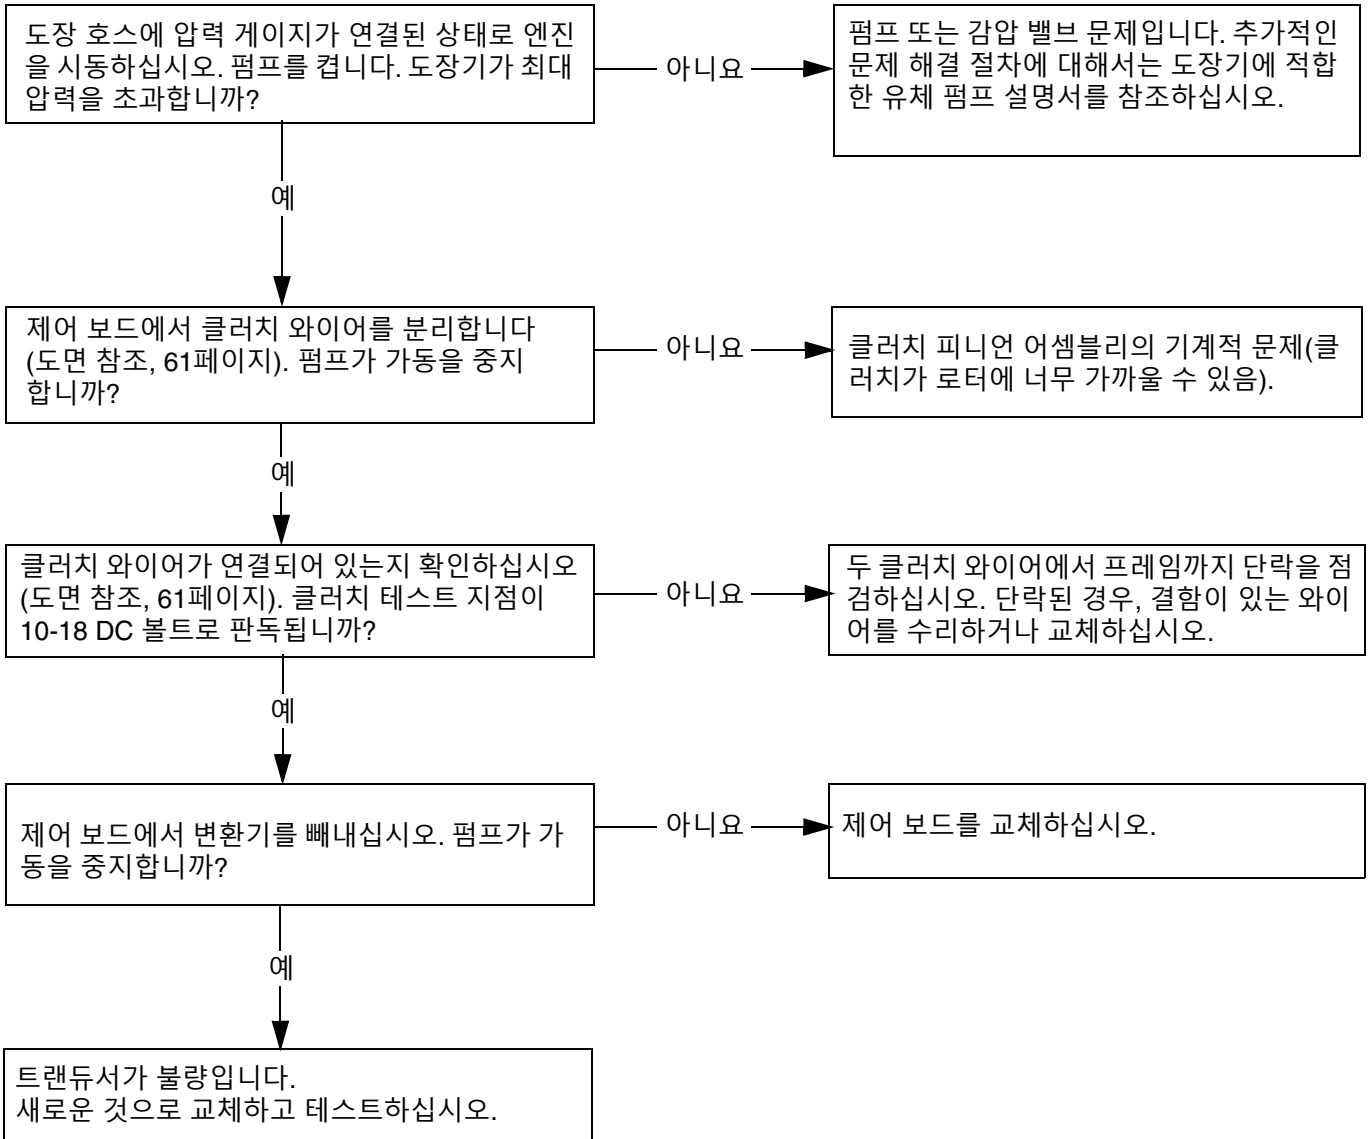 도장 호스에 압력 게이지가 연결된 상태로 엔진
을 시동하십시오. 펌프를 켭니다. 도장기가 최대
압력을 초과합니까?
아니요
펌프 또는 감압 밸브 문제입니다. 추가적인
문제 해결 절차에 대해서는 도장기에 적합
한 유체 펌프 설명서를 참조하십시오.
예
제어 보드에서 클러치 와이어를 분리합니다
(도면 참조, 61페이지). 펌프가 가동을 중지
합니까?
아니요
클러치 피니언 어셈블리의 기계적 문제(클
러치가 로터에 너무 가까울 수 있음).
예
클러치 와이어가 연결되어 있는지 확인하십시오
(도면 참조, 61페이지). 클러치 테스트 지점이
10-18 DC 볼트로 판독됩니까?
아니요
두 클러치 와이어에서 프레임까지 단락을 점
검하십시오. 단락된 경우, 결함이 있는 와이
어를 수리하거나 교체하십시오.
예
제어 보드에서 변환기를 빼내십시오. 펌프가 가
동을 중지합니까?
아니요
제어 보드를 교체하십시오.
예
트랜듀서가 불량입니다.
새로운 것으로 교체하고 테스트하십시오.